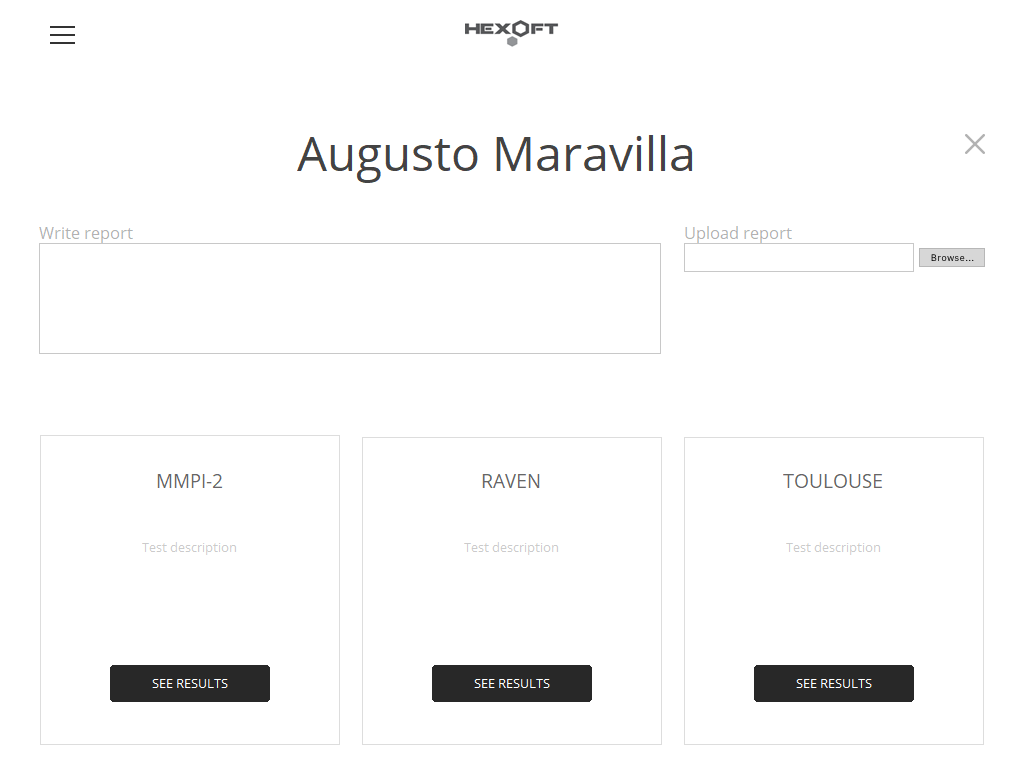 HEXOFT
Augusto Maravilla
Write report
Upload report
Browse...
MMPI-2
RAVEN
TOULOUSE
Test description
Test description
Test description
SEE RESULTS
SEE RESULTS
SEE RESULTS